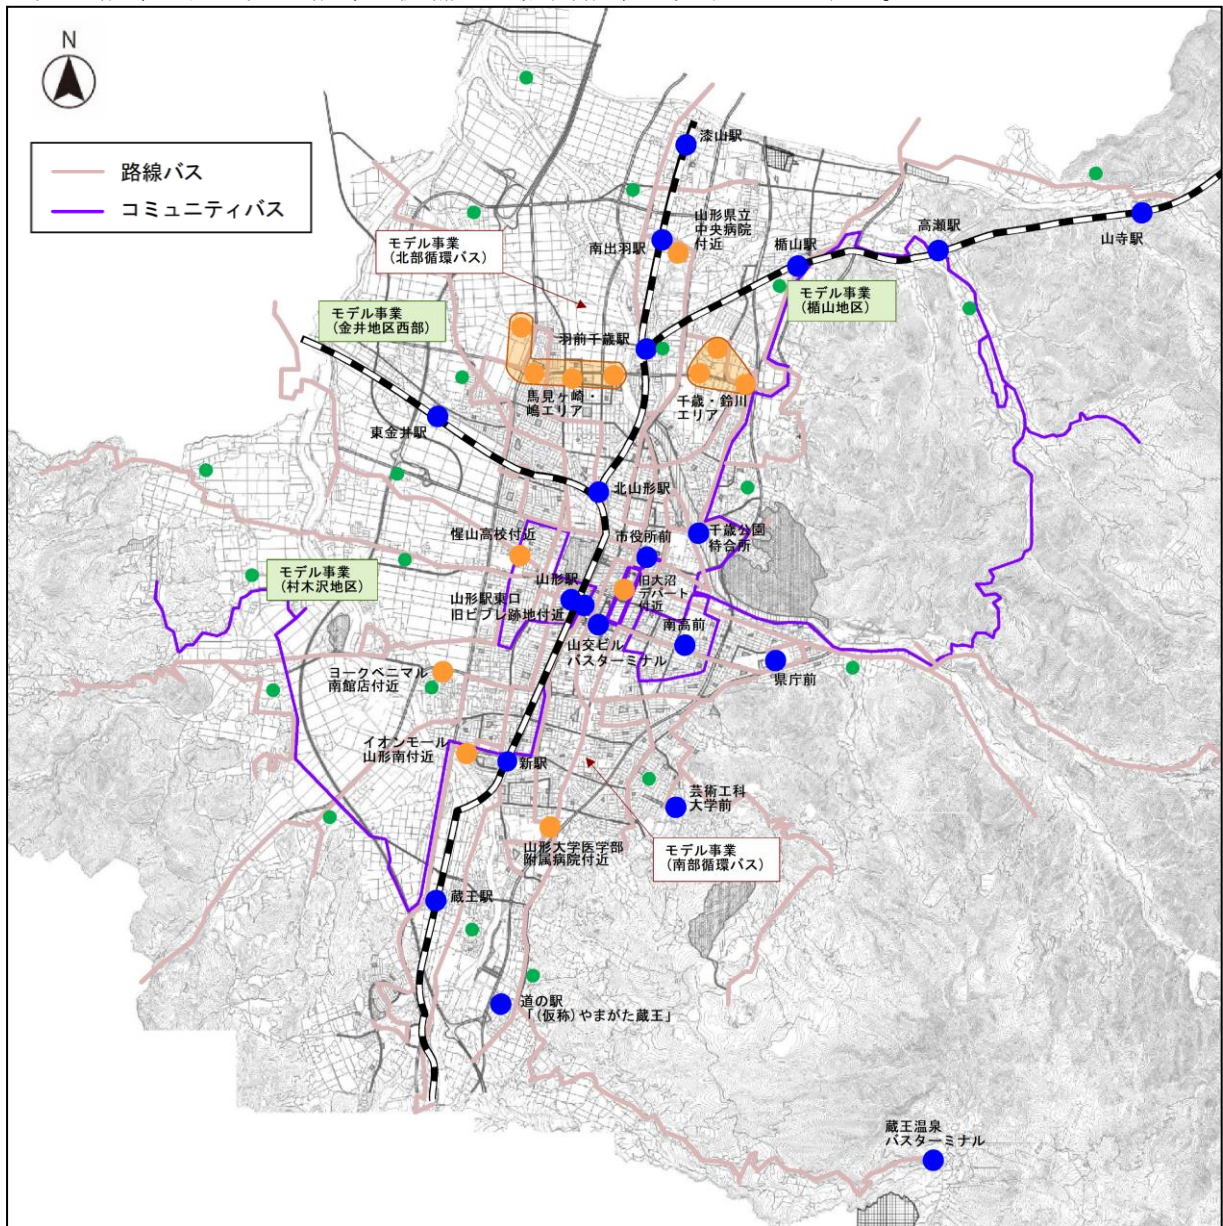 N
路線バス
コミュニティバス
漆山駅
山形県立
中央病院
付近
南出羽駅
モデル事業
(北部循環バス)
楯山駅
高瀬駅
山寺駅
モデル事業
(楯山地区)
モデル事業
(金井地区西部)
羽前千歳駅
馬見ヶ崎・
嶋エリア
千歳・鈴川
エリア
東金井駅
北山形駅
千歳公園
待合所
市役所前
惺山高校付近
モデル事業
(村木沢地区)
山形駅
旧大沼
デパート
付近
山形駅東口
旧ビブレ跡地付近
南高前
山交ビル
バスターミナル
県庁前
ヨークベニマル
南館店付近
イオンモール
山形南付近
新駅
芸術工科
大学前
山形大学医学部
附属病院付近
モデル事業
(南部循環バス)
蔵王駅
道の駅
「(仮称)やまがた蔵王」
蔵王温泉
バスターミナル